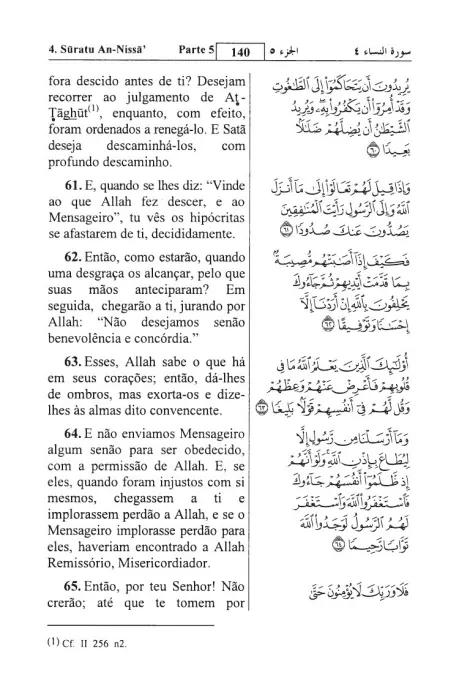 4. Sūratu An-Nissā' Parte 5 140 الجزء ٥ سورة النساء ٤
fora descido antes de ti? Desejam
recorrer ao julgamento de Aṭ-
Ṭāghūt(1), enquanto, com efeito,
foram ordenados a renegá-lo. E Satã
deseja descaminhá-los, com
profundo descaminho.
61. E, quando se lhes diz: “Vinde
ao que Allah fez descer, e ao
Mensageiro”, tu vês os hipócritas
se afastarem de ti, decididamente.
62. Então, como estarão, quando
uma desgraça os alcançar, pelo que
suas mãos anteciparam? Em
seguida, chegarão a ti, jurando por
Allah: “Não desejamos senão
benevolência e concórdia.”
63. Esses, Allah sabe o que há
em seus corações; então, dá-lhes
de ombros, mas exorta-os e dize-
lhes às almas dito convencente.
64. E não enviamos Mensageiro
algum senão para ser obedecido,
com a permissão de Allah. E, se
eles, quando foram injustos com si
mesmos, chegassem a ti e
implorassem perdão a Allah, e se o
Mensageiro implorasse perdão para
eles, haveriam encontrado a Allah
Remissório, Misericordiador.
65. Então, por teu Senhor! Não
crerão; até que te tomem por
يُرِيدُونَ أَن يَتَحَاكَمُوٓا۟ إِلَى ٱلطَّٰغُوتِ
وَقَدْ أُمِرُوٓا۟ أَن يَكْفُرُوا۟ بِهِۦ وَيُرِيدُ
ٱلشَّيْطَٰنُ أَن يُضِلَّهُمْ ضَلَٰلًۢا
بَعِيدًا ٦٠
وَإِذَا قِيلَ لَهُمْ تَعَالَوْا۟ إِلَىٰ مَآ أَنزَلَ
ٱللَّهُ وَإِلَى ٱلرَّسُولِ رَأَيْتَ ٱلْمُنَٰفِقِينَ
يَصُدُّونَ عَنكَ صُدُودًا ٦١
فَكَيْفَ إِذَآ أَصَٰبَتْهُم مُّصِيبَةٌۢ
بِمَا قَدَّمَتْ أَيْدِيهِمْ ثُمَّ جَآءُوكَ
يَحْلِفُونَ بِٱللَّهِ إِنْ أَرَدْنَآ إِلَّآ
إِحْسَٰنًا وَتَوْفِيقًا ٦٢
أُو۟لَٰٓئِكَ ٱلَّذِينَ يَعْلَمُ ٱللَّهُ مَا فِى
قُلُوبِهِمْ فَأَعْرِضْ عَنْهُمْ وَعِظْهُمْ
وَقُل لَّهُمْ فِىٓ أَنفُسِهِمْ قَوْلًۢا بَلِيغًا ٦٣
وَمَآ أَرْسَلْنَا مِن رَّسُولٍ إِلَّا
لِيُطَاعَ بِإِذْنِ ٱللَّهِ وَلَوْ أَنَّهُمْ
إِذ ظَّلَمُوٓا۟ أَنفُسَهُمْ جَآءُوكَ
فَٱسْتَغْفَرُوا۟ ٱللَّهَ وَٱسْتَغْفَرَ
لَهُمُ ٱلرَّسُولُ لَوَجَدُوا۟ ٱللَّهَ
تَوَّابًا رَّحِيمًا ٦٤
فَلَا وَرَبِّكَ لَا يُؤْمِنُونَ حَتَّىٰ
(1) Cf. II 256 n2.